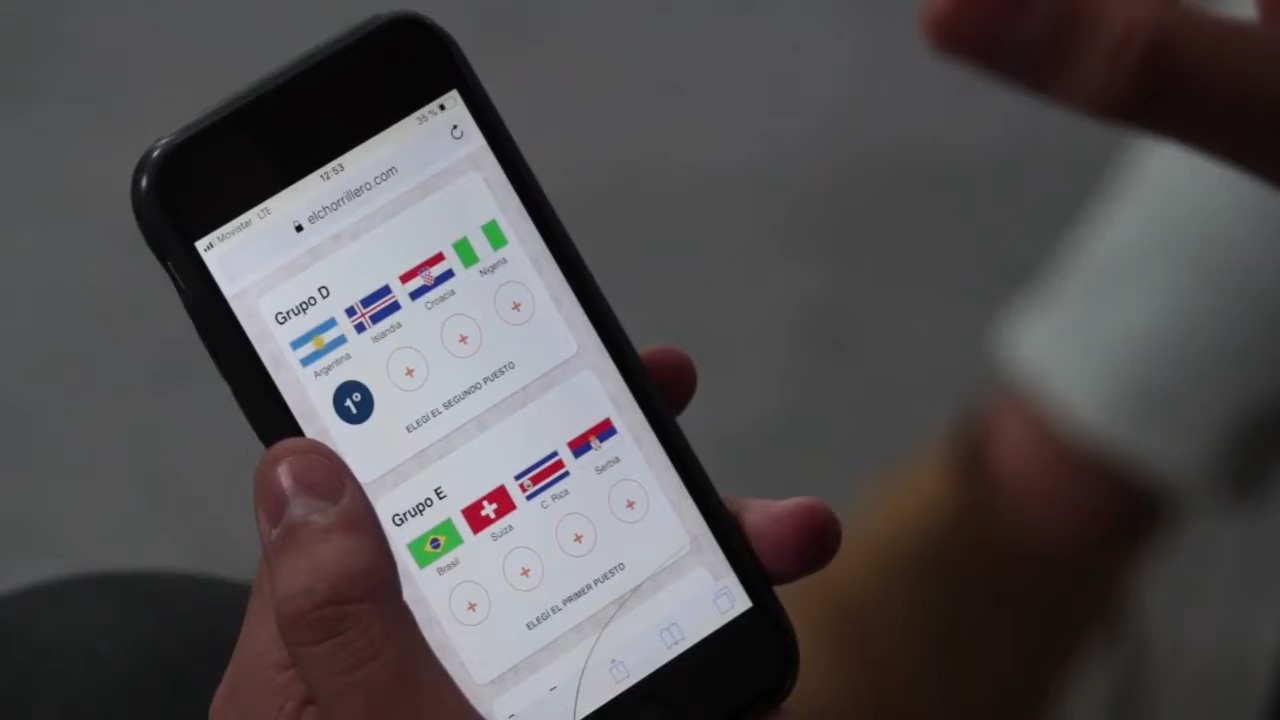 Movistar LTE 12:53 35 %
elchorrillero.com
Grupo D
Argentina Islandia Croacia Nigeria
1º + + +
ELEGÍ EL SEGUNDO PUESTO
Grupo E
Brasil Suiza C. Rica Serbia
+ + + +
ELEGÍ EL PRIMER PUESTO